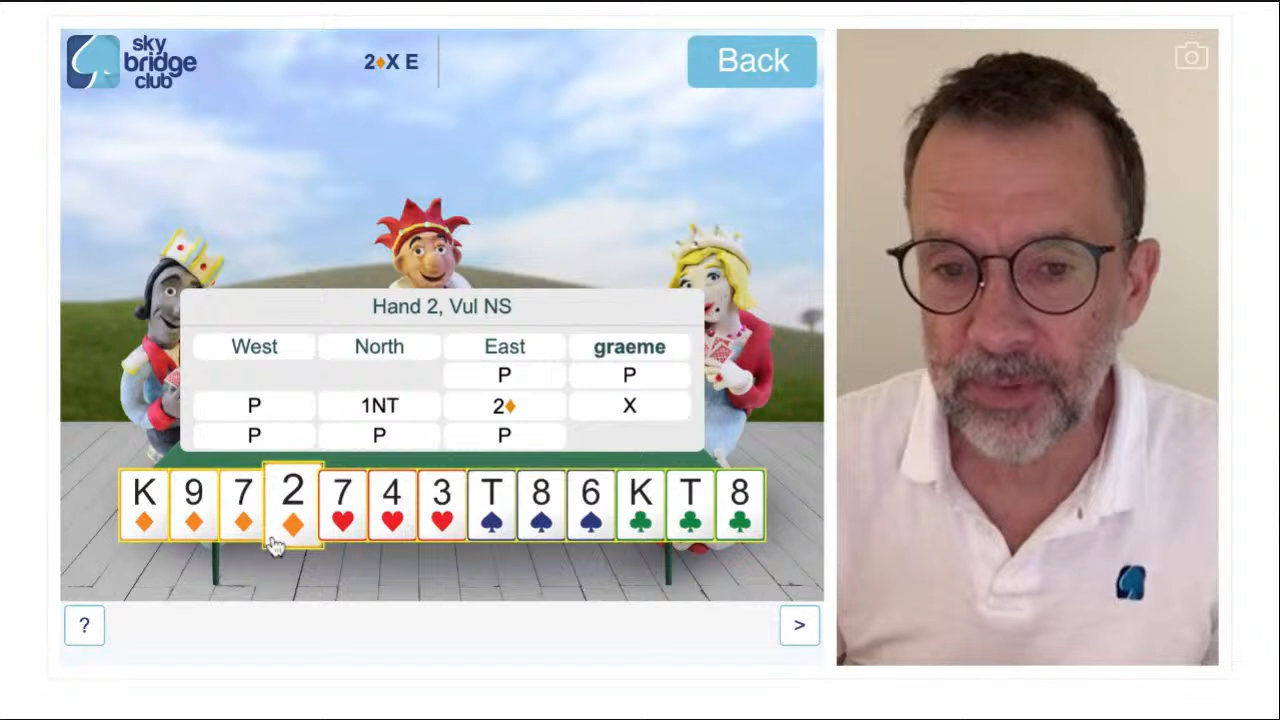 sky
bridge
club
2♦X E
Back
Hand 2, Vul NS
West North East graeme
P P
P 1NT 2♦ X
P P P
K♦ 9♦ 7♦ 2♦ 7♥ 4♥ 3♥ T♠ 8♠ 6♠ K♣ T♣ 8♣
? >